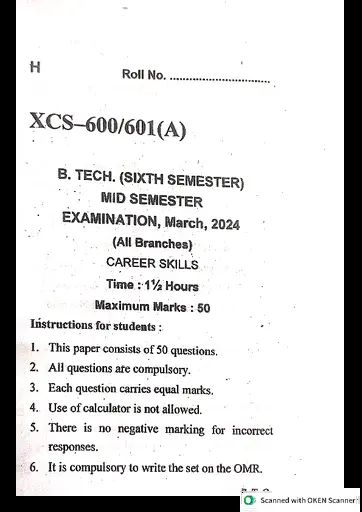 H
Roll No. ..............................
XCS–600/601(A)
B. TECH. (SIXTH SEMESTER)
MID SEMESTER
EXAMINATION, March, 2024
(All Branches)
CAREER SKILLS
Time : 1½ Hours
Maximum Marks : 50
Instructions for students :
1. This paper consists of 50 questions.
2. All questions are compulsory.
3. Each question carries equal marks.
4. Use of calculator is not allowed.
5. There is no negative marking for incorrect
responses.
6. It is compulsory to write the set on the OMR.
Scanned with OKEN Scanner